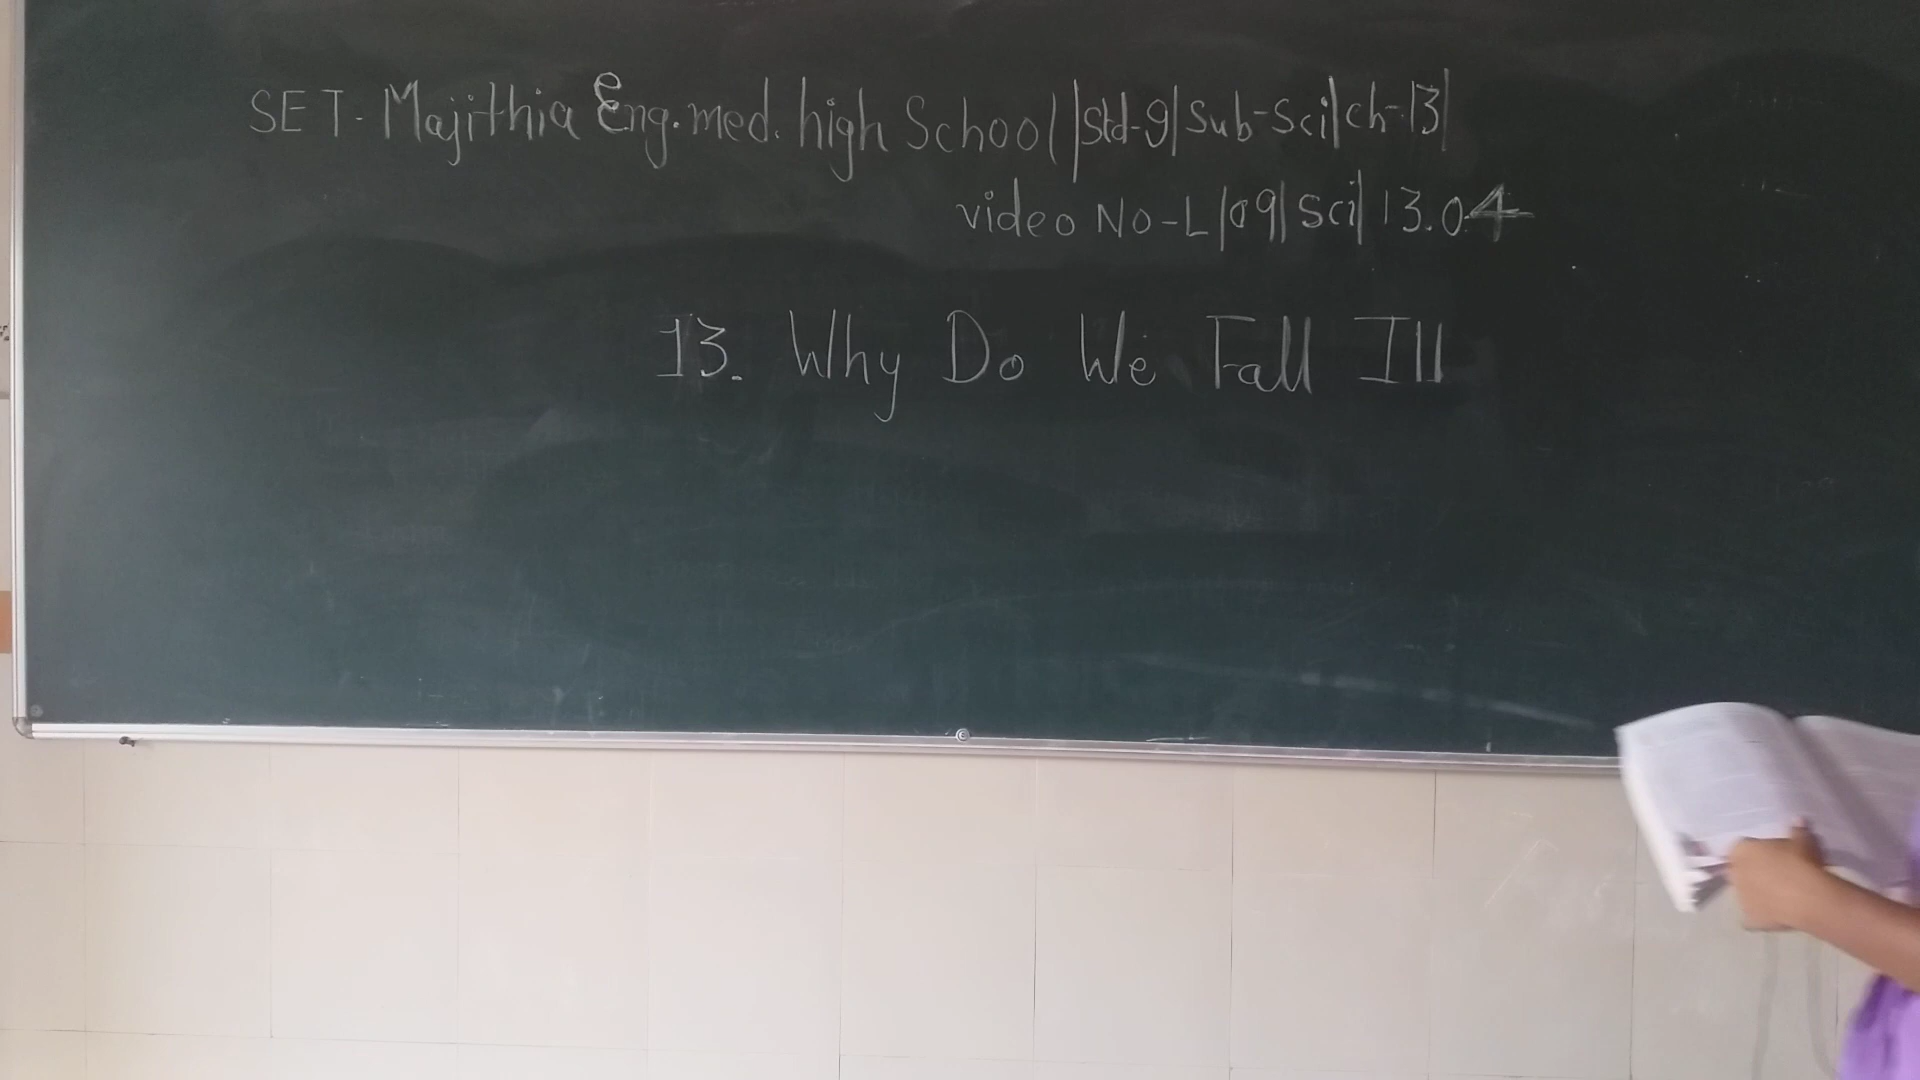 SET- Majithia Eng.med. high School |Std-9| Sub-Sci|ch-13|
video No-L|09|Sci|13.04
13. Why Do We Fall Ill